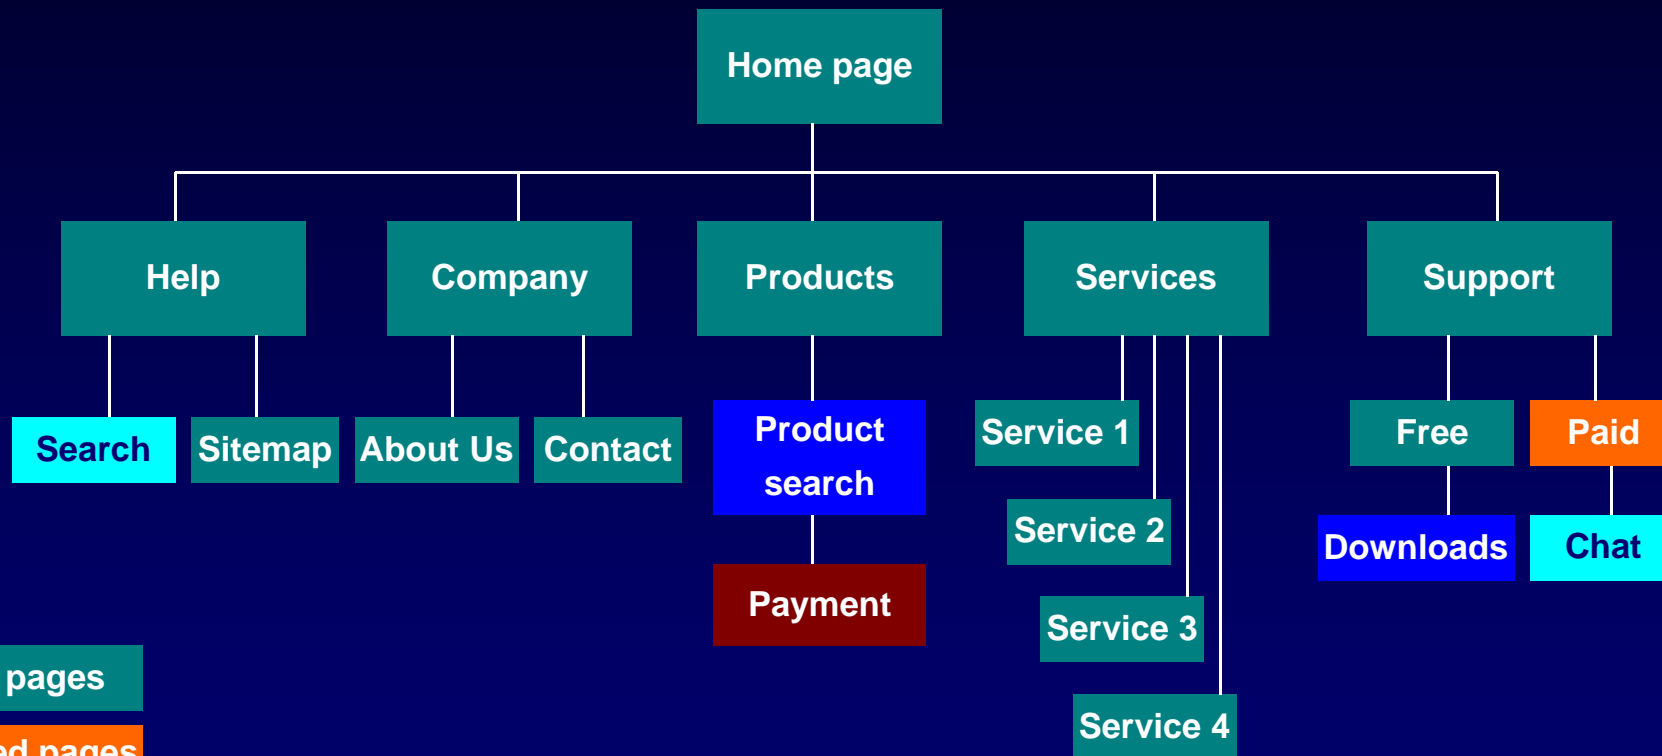 Home page
Help
Company
Products
Services
Support
Search
Sitemap
About Us
Contact
Product
search
Service 1
Free
Paid
Service 2
Downloads
Chat
Payment
Service 3
pages
Service 4
pages